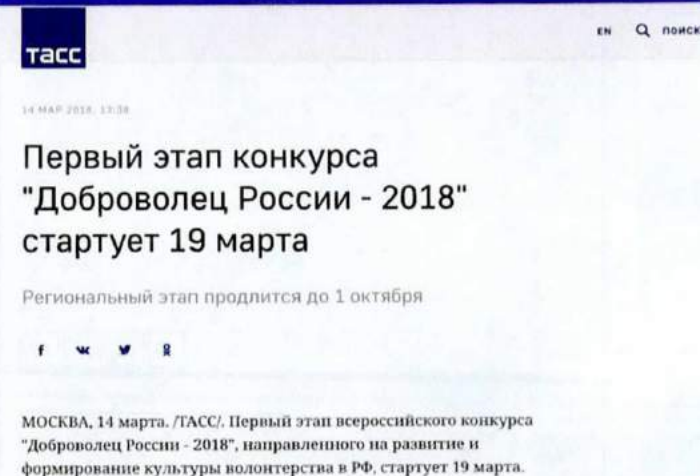 тасс
EN ПОИСК
14 МАР 2018, 13:38
Первый этап конкурса
"Доброволец России - 2018"
стартует 19 марта
Региональный этап продлится до 1 октября
МОСКВА, 14 марта. /ТАСС/. Первый этап всероссийского конкурса
"Доброволец России - 2018", направленного на развитие и
формирование культуры волонтерства в РФ, стартует 19 марта.